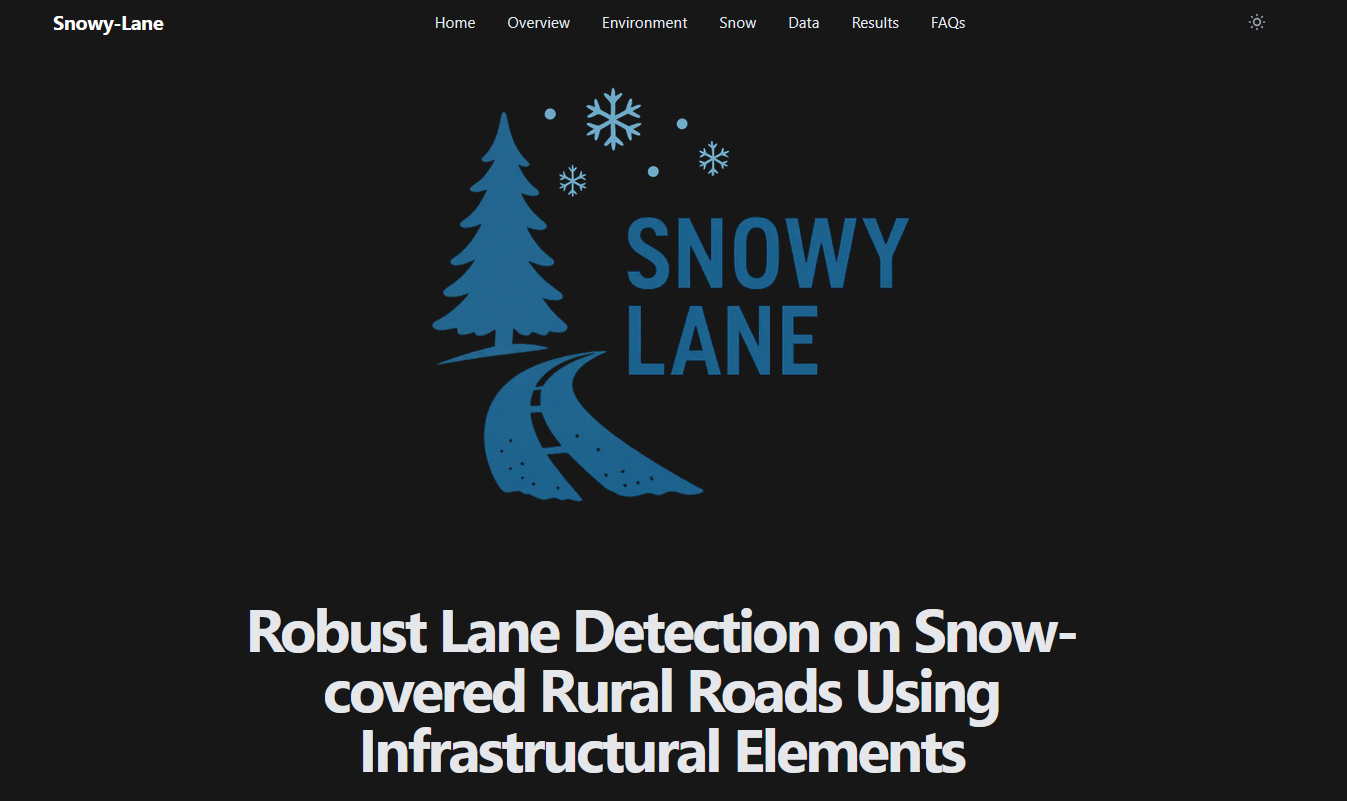 Snowy-Lane
Home Overview Environment Snow Data Results FAQs
SNOWY
LANE
Robust Lane Detection on Snow-
covered Rural Roads Using
Infrastructural Elements